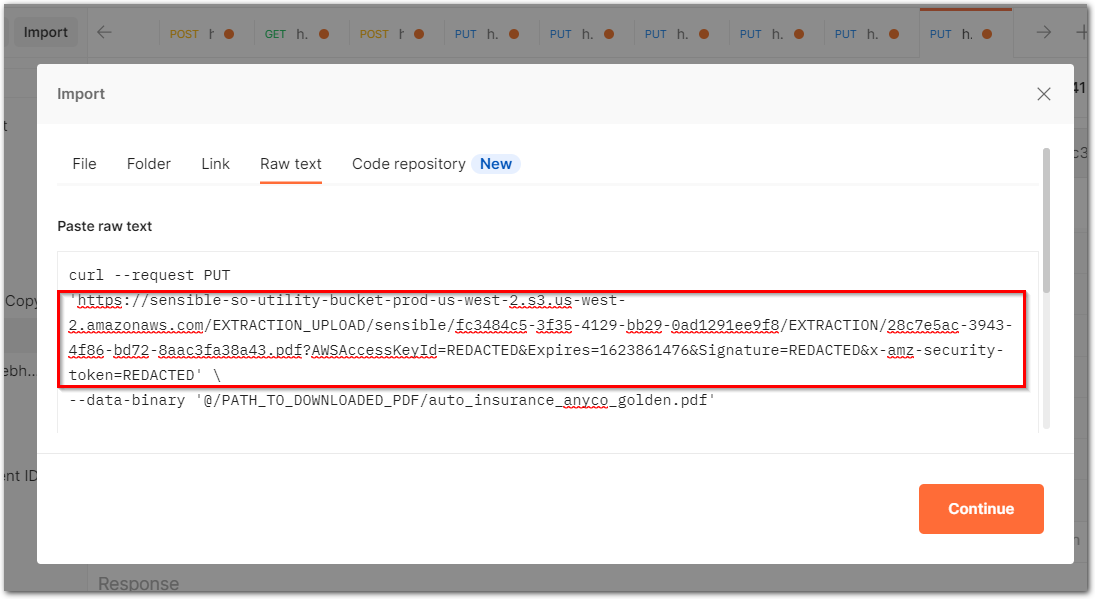 Import
POST h
GET h.
POST h
PUT h.
PUT h.
PUT h.
PUT h.
PUT h.
PUT h.
41
Import
t
File Folder Link Raw text Code repository New
c3
Paste raw text
curl --request PUT
'https://sensible-so-utility-bucket-prod-us-west-2.s3.us-west-
Copy
2.amazonaws.com/EXTRACTION_UPLOAD/sensible/fc3484c5-3f35-4129-bb29-0ad1291ee9f8/EXTRACTION/28c7e5ac-3943-
4f86-bd72-8aac3fa38a43.pdf?AWSAccessKeyId=REDACTED&Expires=1623861476&Signature=REDACTED&x-amz-security-
ebh...
token=REDACTED' \
--data-binary '@/PATH_TO_DOWNLOADED_PDF/auto_insurance_anyco_golden.pdf'
ent ID
Continue
n
Response